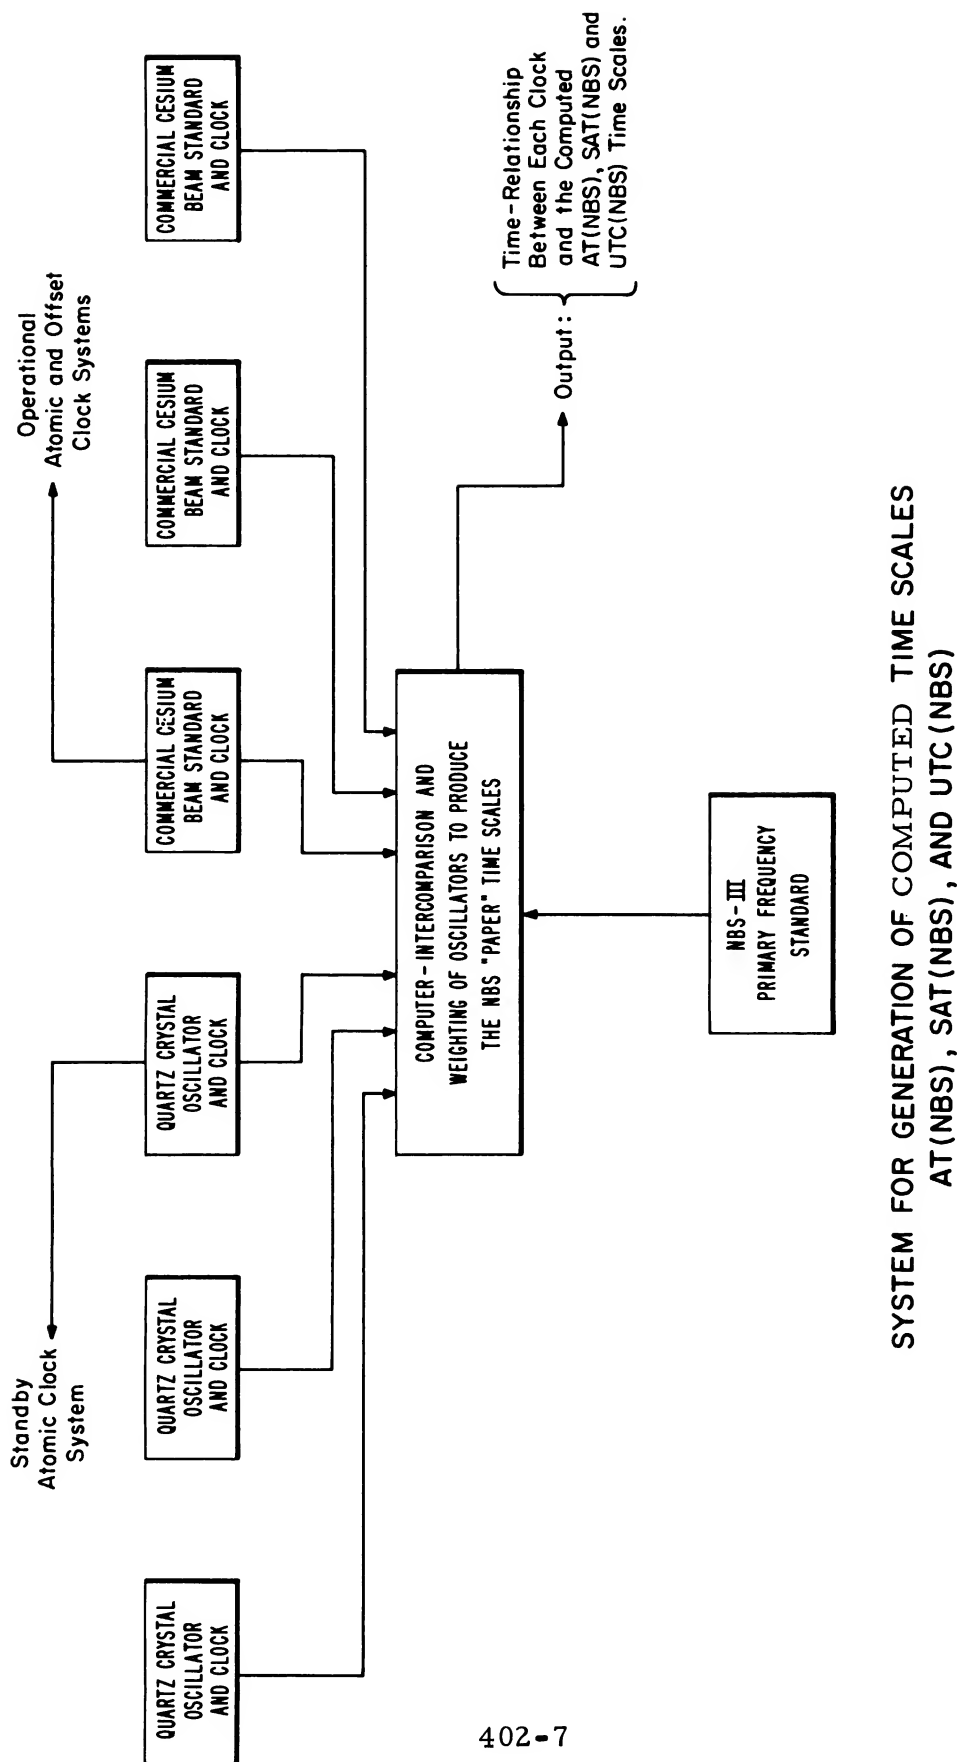 Standby
Atomic Clock
System
Operational
Atomic and Offset
Clock Systems
QUARTZ CRYSTAL
OSCILLATOR
AND CLOCK
QUARTZ CRYSTAL
OSCILLATOR
AND CLOCK
QUARTZ CRYSTAL
OSCILLATOR
AND CLOCK
COMMERCIAL CESIUM
BEAM STANDARD
AND CLOCK
COMMERCIAL CESIUM
BEAM STANDARD
AND CLOCK
COMMERCIAL CESIUM
BEAM STANDARD
AND CLOCK
COMPUTER-INTERCOMPARISON AND
WEIGHTING OF OSCILLATORS TO PRODUCE
THE NBS "PAPER" TIME SCALES
Output:
Time-Relationship
Between Each Clock
and the Computed
AT(NBS), SAT(NBS) and
UTC(NBS) Time Scales.
NBS-III
PRIMARY FREQUENCY
STANDARD
SYSTEM FOR GENERATION OF COMPUTED TIME SCALES
AT(NBS), SAT(NBS), AND UTC(NBS)
402-7